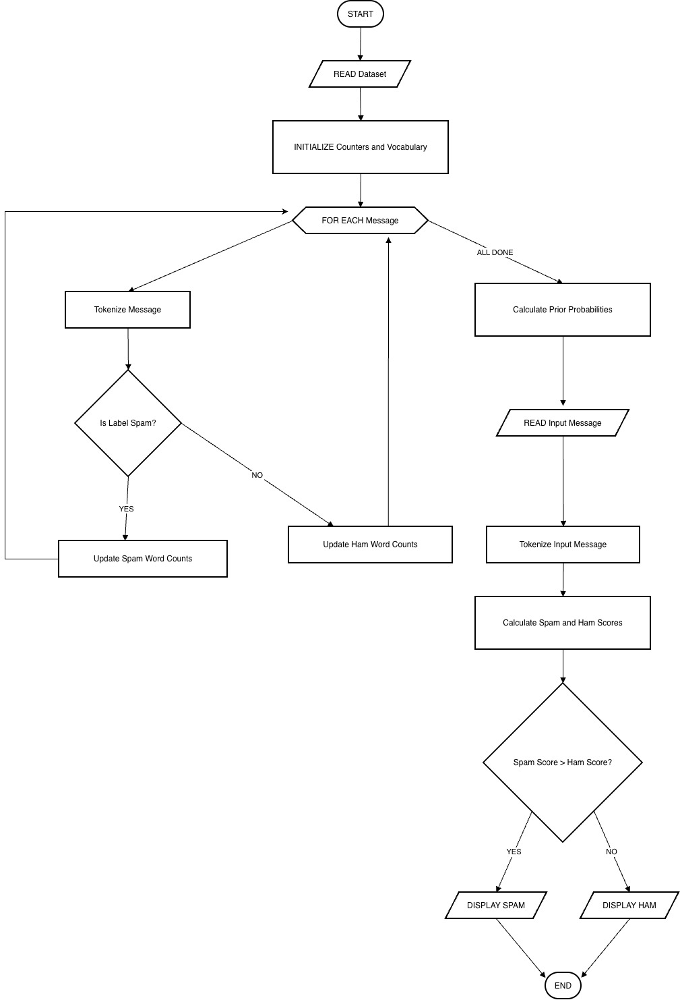 START
READ Dataset
INITIALIZE Counters and Vocabulary
FOR EACH Message
ALL DONE
Tokenize Message
Calculate Prior Probabilities
Is Label Spam?
READ Input Message
NO
YES
Update Spam Word Counts
Update Ham Word Counts
Tokenize Input Message
Calculate Spam and Ham Scores
Spam Score > Ham Score?
YES
NO
DISPLAY SPAM
DISPLAY HAM
END